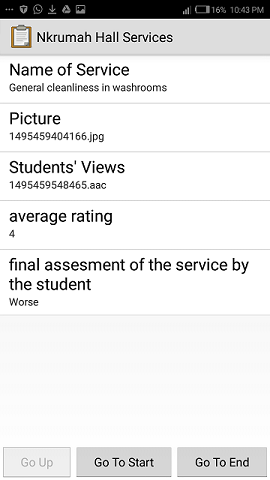 16% 10:43 PM
Nkrumah Hall Services
Name of Service
General cleanliness in washrooms
Picture
1495459404166.jpg
Students' Views
1495459548465.aac
average rating
4
final assesment of the service by
the student
Worse
Go Up Go To Start Go To End